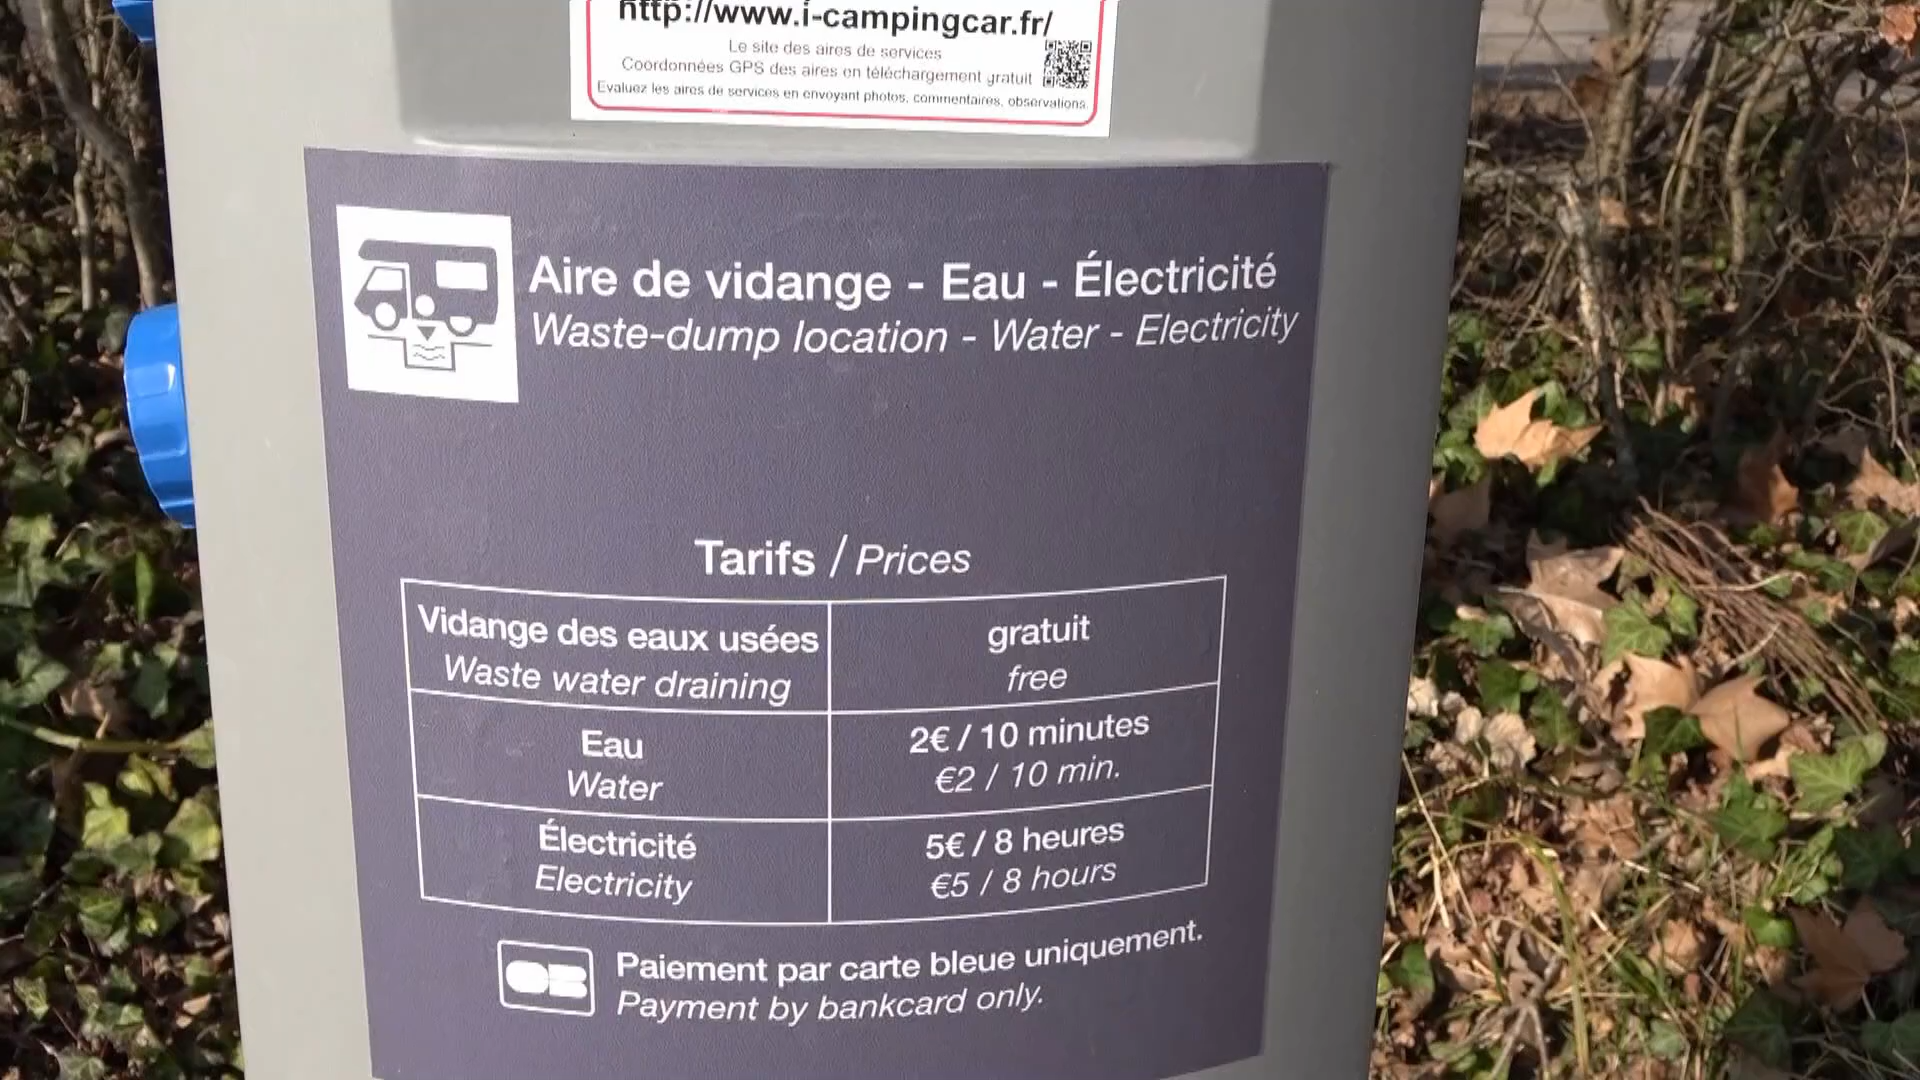 http://www.i-campingcar.fr/
Le site des aires de services
Coordonnées GPS des aires en téléchargement gratuit
Evaluez les aires de services en envoyant photos, commentaires, observations.
Aire de vidange - Eau - Électricité
Waste-dump location - Water - Electricity
Tarifs / Prices
Vidange des eaux usées
Waste water draining
gratuit
free
Eau
Water
2€ / 10 minutes
€2 / 10 min.
Électricité
Electricity
5€ / 8 heures
€5 / 8 hours
CB
Paiement par carte bleue uniquement.
Payment by bankcard only.